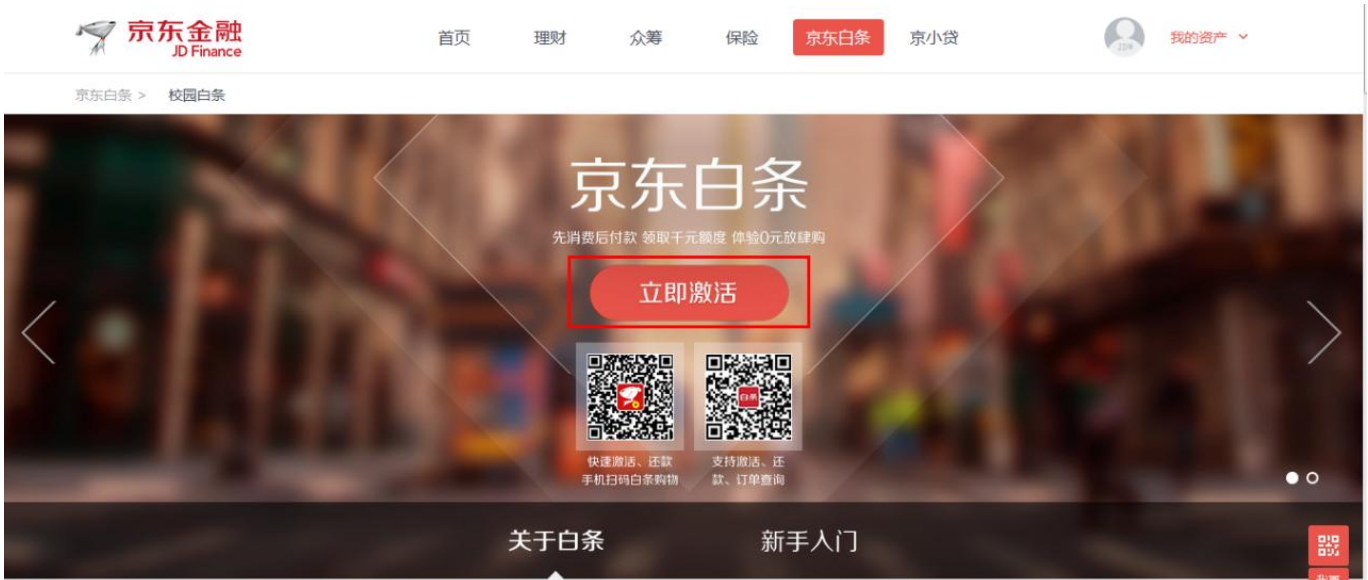 京东金融
JD Finance
首页 理财 众筹 保险 京东白条 京小贷 我的资产
京东白条 > 校园白条
京东白条
先消费后付款 领取千元额度 体验0元放肆购
立即激活
白条
快速激活、还款
手机扫码白条购物
支持激活、还
款、订单查询
关于白条 新手入门